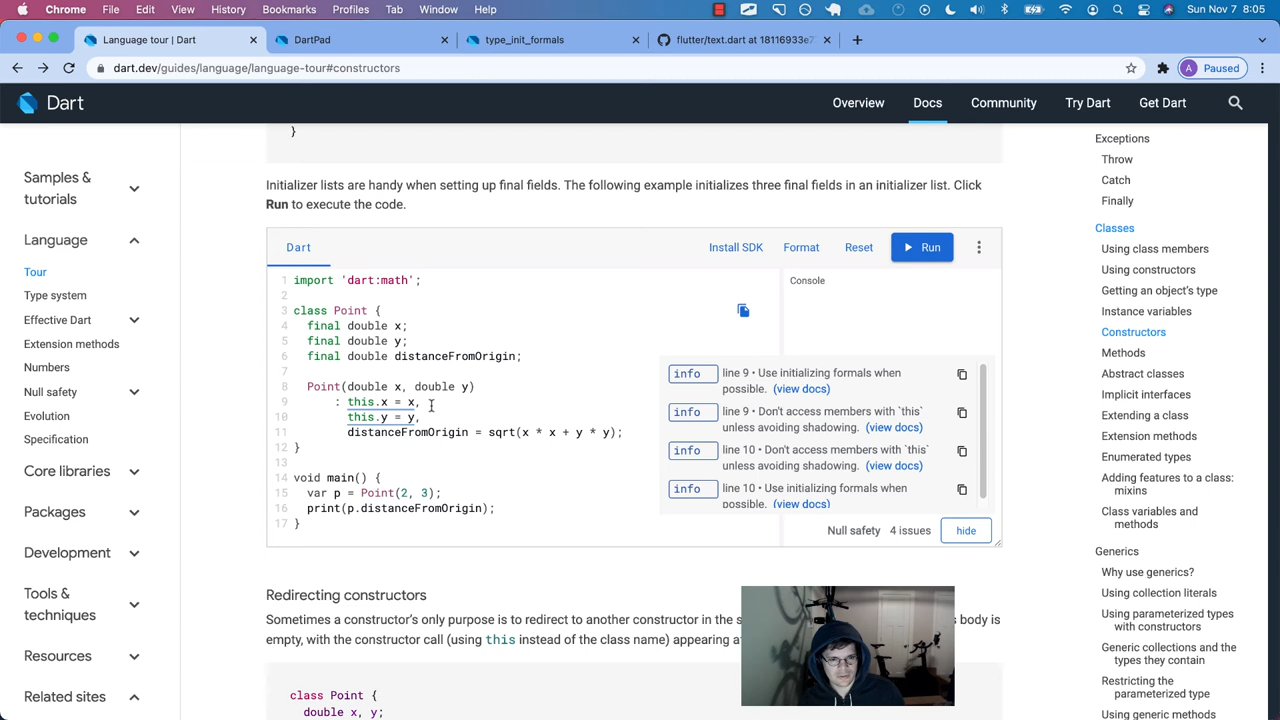 Chrome File Edit View History Bookmarks Profiles Tab Window Help Sun Nov 7 8:05
Language tour | Dart
DartPad
type_init_formals
flutter/text.dart at 18116933e7
dart.dev/guides/language/language-tour#constructors
A Paused
Dart
Overview Docs Community Try Dart Get Dart
Samples &
tutorials
Language
Tour
Type system
Effective Dart
Extension methods
Numbers
Null safety
Evolution
Specification
Core libraries
Packages
Development
Tools &
techniques
Resources
Related sites
}
Initializer lists are handy when setting up final fields. The following example initializes three final fields in an initializer list. Click
Run to execute the code.
Dart Install SDK Format Reset Run
1 import 'dart:math';
2
3 class Point {
4 final double x;
5 final double y;
6 final double distanceFromOrigin;
7
8 Point(double x, double y)
9 : this.x = x,
10 this.y = y,
11 distanceFromOrigin = sqrt(x * x + y * y);
12 }
13
14 void main() {
15 var p = Point(2, 3);
16 print(p.distanceFromOrigin);
17 }
Console
info line 9 • Use initializing formals when
possible. (view docs)
info line 9 • Don't access members with `this`
unless avoiding shadowing. (view docs)
info line 10 • Don't access members with `this`
unless avoiding shadowing. (view docs)
info line 10 • Use initializing formals when
possible. (view docs)
Null safety 4 issues hide
Redirecting constructors
Sometimes a constructor's only purpose is to redirect to another constructor in the s
body is
empty, with the constructor call (using this instead of the class name) appearing a
class Point {
double x, y;
Exceptions
Throw
Catch
Finally
Classes
Using class members
Using constructors
Getting an object's type
Instance variables
Constructors
Methods
Abstract classes
Implicit interfaces
Extending a class
Extension methods
Enumerated types
Adding features to a class:
mixins
Class variables and
methods
Generics
Why use generics?
Using collection literals
Using parameterized types
with constructors
Generic collections and the
types they contain
Restricting the
parameterized type
Using generic methods